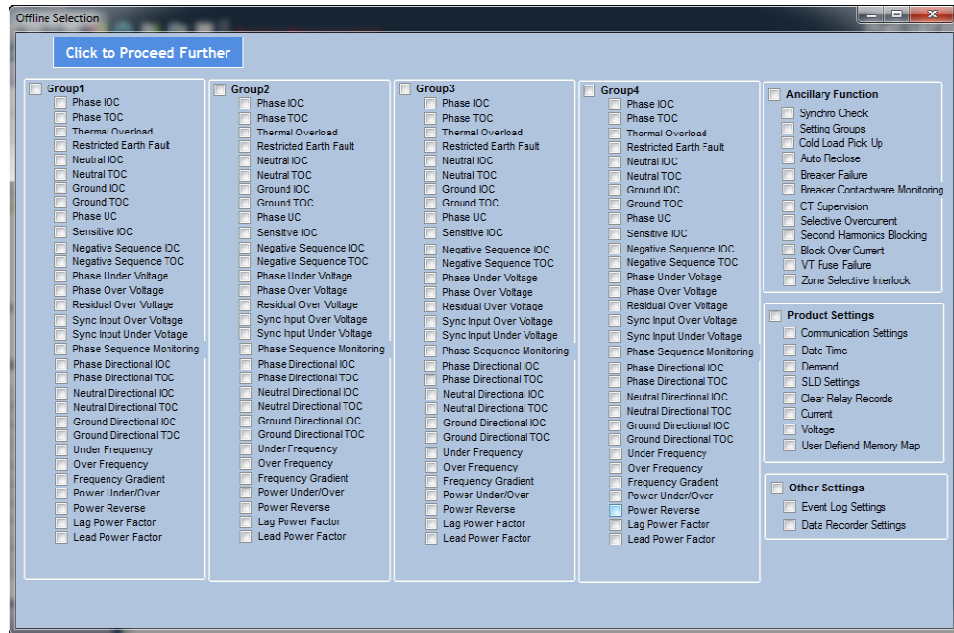 Offline Selection
Click to Proceed Further
Group1
Phase IOC
Phase TOC
Thermal Overload
Restricted Earth Fault
Neutral IOC
Neutral TOC
Ground IOC
Ground TOC
Phase UC
Sensitive IOC
Negative Sequence IOC
Negative Sequence TOC
Phase Under Voltage
Phase Over Voltage
Residual Over Voltage
Sync Input Over Voltage
Sync Input Under Voltage
Phase Sequence Monitoring
Phase Directional IOC
Phase Directional TOC
Neutral Directional IOC
Neutral Directional TOC
Ground Directional IOC
Ground Directional TOC
Under Frequency
Over Frequency
Frequency Gradient
Power Under/Over
Power Reverse
Lag Power Factor
Lead Power Factor
Group2
Phase IOC
Phase TOC
Thermal Overload
Restricted Earth Fault
Neutral IOC
Neutral TOC
Ground IOC
Ground TOC
Phase UC
Sensitive IOC
Negative Sequence IOC
Negative Sequence TOC
Phase Under Voltage
Phase Over Voltage
Residual Over Voltage
Sync Input Over Voltage
Sync Input Under Voltage
Phase Sequence Monitoring
Phase Directional IOC
Phase Directional TOC
Neutral Directional IOC
Neutral Directional TOC
Ground Directional IOC
Ground Directional TOC
Under Frequency
Over Frequency
Frequency Gradient
Power Under/Over
Power Reverse
Lag Power Factor
Lead Power Factor
Group3
Phase IOC
Phase TOC
Thermal Overload
Restricted Earth Fault
Neutral IOC
Neutral TOC
Ground IOC
Ground TOC
Phase UC
Sensitive IOC
Negative Sequence IOC
Negative Sequence TOC
Phase Under Voltage
Phase Over Voltage
Residual Over Voltage
Sync Input Over Voltage
Sync Input Under Voltage
Phase Sequence Monitoring
Phase Directional IOC
Phase Directional TOC
Neutral Directional IOC
Neutral Directional TOC
Ground Directional IOC
Ground Directional TOC
Under Frequency
Over Frequency
Frequency Gradient
Power Under/Over
Power Reverse
Lag Power Factor
Lead Power Factor
Group4
Phase IOC
Phase TOC
Thermal Overload
Restricted Earth Fault
Neutral IOC
Neutral TOC
Ground IOC
Ground TOC
Phase UC
Sensitive IOC
Negative Sequence IOC
Negative Sequence TOC
Phase Under Voltage
Phase Over Voltage
Residual Over Voltage
Sync Input Over Voltage
Sync Input Under Voltage
Phase Sequence Monitoring
Phase Directional IOC
Phase Directional TOC
Neutral Directional IOC
Neutral Directional TOC
Ground Directional IOC
Ground Directional TOC
Under Frequency
Over Frequency
Frequency Gradient
Power Under/Over
Power Reverse
Lag Power Factor
Lead Power Factor
Ancillary Function
Synchro Check
Setting Groups
Cold Load Pick Up
Auto Reclose
Breaker Failure
Breaker Contactware Monitoring
CT Supervision
Selective Overcurrent
Second Harmonics Blocking
Block Over Current
VT Fuse Failure
Zone Selective Interlock
Product Settings
Communication Settings
Date Time
Demand
SLD Settings
Clear Relay Records
Current
Voltage
User Defiend Memory Map
Other Settings
Event Log Settings
Data Recorder Settings